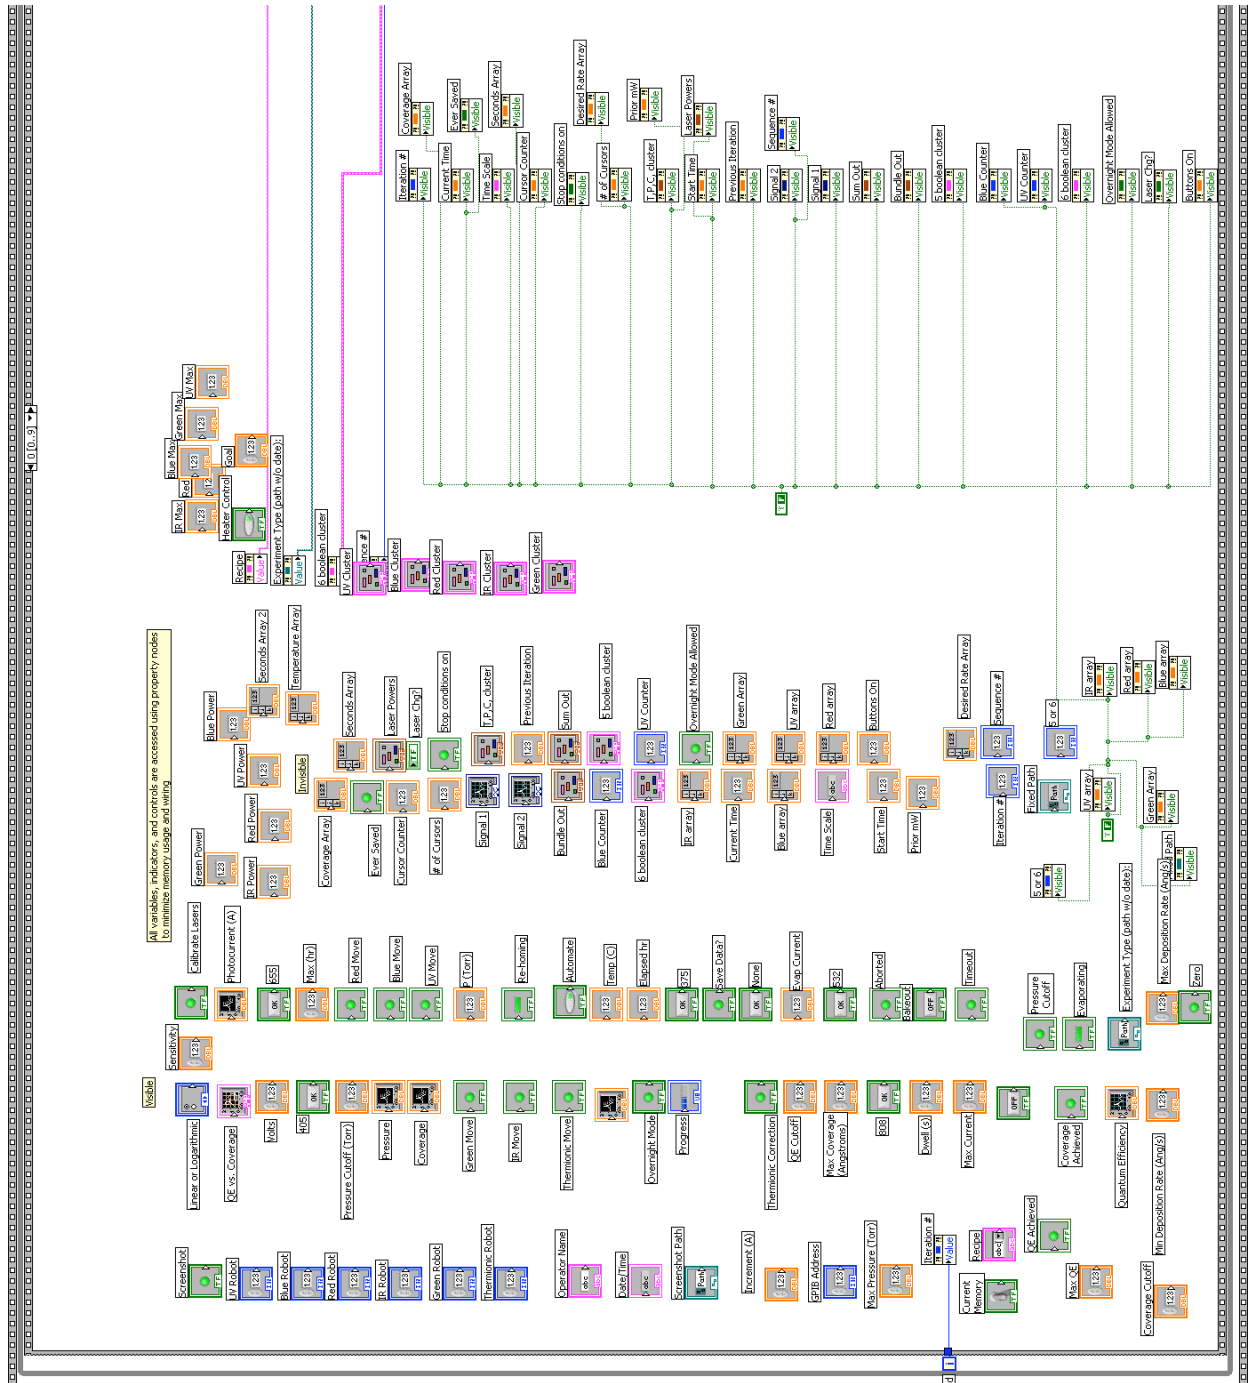 0 [0..9]
All variables, indicators, and controls are accessed using property nodes
to minimize memory usage and wiring
Visible
Invisible
Screenshot
UV Robot
Blue Robot
Red Robot
IR Robot
Green Robot
Thermionic Robot
Operator Name
Date/Time
Screenshot Path
Increment (A)
GPIB Address
Max Pressure (Torr)
Iteration #
Value
Current
Memory
Recipe
QE Achieved
Max QE
Coverage Cutoff
Linear or Logarithmic
QE vs. Coverage
Volts
405
Pressure Cutoff (Torr)
Pressure
Coverage
Green Move
IR Move
Thermionic Move
Overnight Mode
Progress
Thermionic Correction
QE Cutoff
Max Coverage
(Angstroms)
808
Dwell (s)
Max Current
Coverage
Achieved
Quantum Efficiency
Min Deposition Rate (Ang/s)
Sensitivity
Calibrate Lasers
Photocurrent (A)
655
Max (hr)
Red Move
Blue Move
UV Move
P (Torr)
Re-homing
Automate
Temp (C)
Elapsed hr
375
Save Data?
None
Evap Current
532
Aborted
Bakeout
Timeout
Pressure
Cutoff
Evaporating
Experiment Type (path w/o date):
Max Deposition Rate (Ang/s)
Zero
Green Power
IR Power
Red Power
UV Power
Blue Power
Seconds Array 2
Temperature Array
Coverage Array
Ever Saved
Cursor Counter
# of Cursors
Signal 1
Signal 2
Bundle Out
Blue Counter
6 boolean cluster
IR array
Current Time
Blue array
Time Scale
Start Time
Prior mW
Iteration #
Fixed Path
Seconds Array
Laser Powers
Laser Chg?
Stop conditions on
T,P,C, cluster
Previous Iteration
Sum Out
5 boolean cluster
UV Counter
Overnight Mode Allowed
Green Array
UV array
Red array
Buttons On
Desired Rate Array
Sequence #
5 or 6
5 or 6
Visible
UV array
Visible
Green Array
Visible
Path
Visible
IR array
Visible
Red array
Visible
Blue array
Visible
IR Max
Red
Blue Max
Green Max
UV Max
Heater Control
Goal
Recipe
Value
Experiment Type (path w/o date):
Value
6 boolean cluster
UV Cluster
nce #
Blue Cluster
Red Cluster
IR Cluster
Green Cluster
Iteration #
Visible
Coverage Array
Visible
Current Time
Visible
Ever Saved
Visible
Time Scale
Visible
Seconds Array
Visible
Cursor Counter
Visible
Stop conditions on
Visible
Desired Rate Array
Visible
# of Cursors
Visible
Prior mW
Visible
T,P,C, cluster
Visible
Laser Powers
Visible
Start Time
Visible
Previous Iteration
Visible
Signal 2
Visible
Sequence #
Visible
Signal 1
Visible
Sum Out
Visible
Bundle Out
Visible
5 boolean cluster
Visible
Blue Counter
Visible
UV Counter
Visible
6 boolean cluster
Visible
Overnight Mode Allowed
Visible
Laser Chg?
Visible
Buttons On
Visible